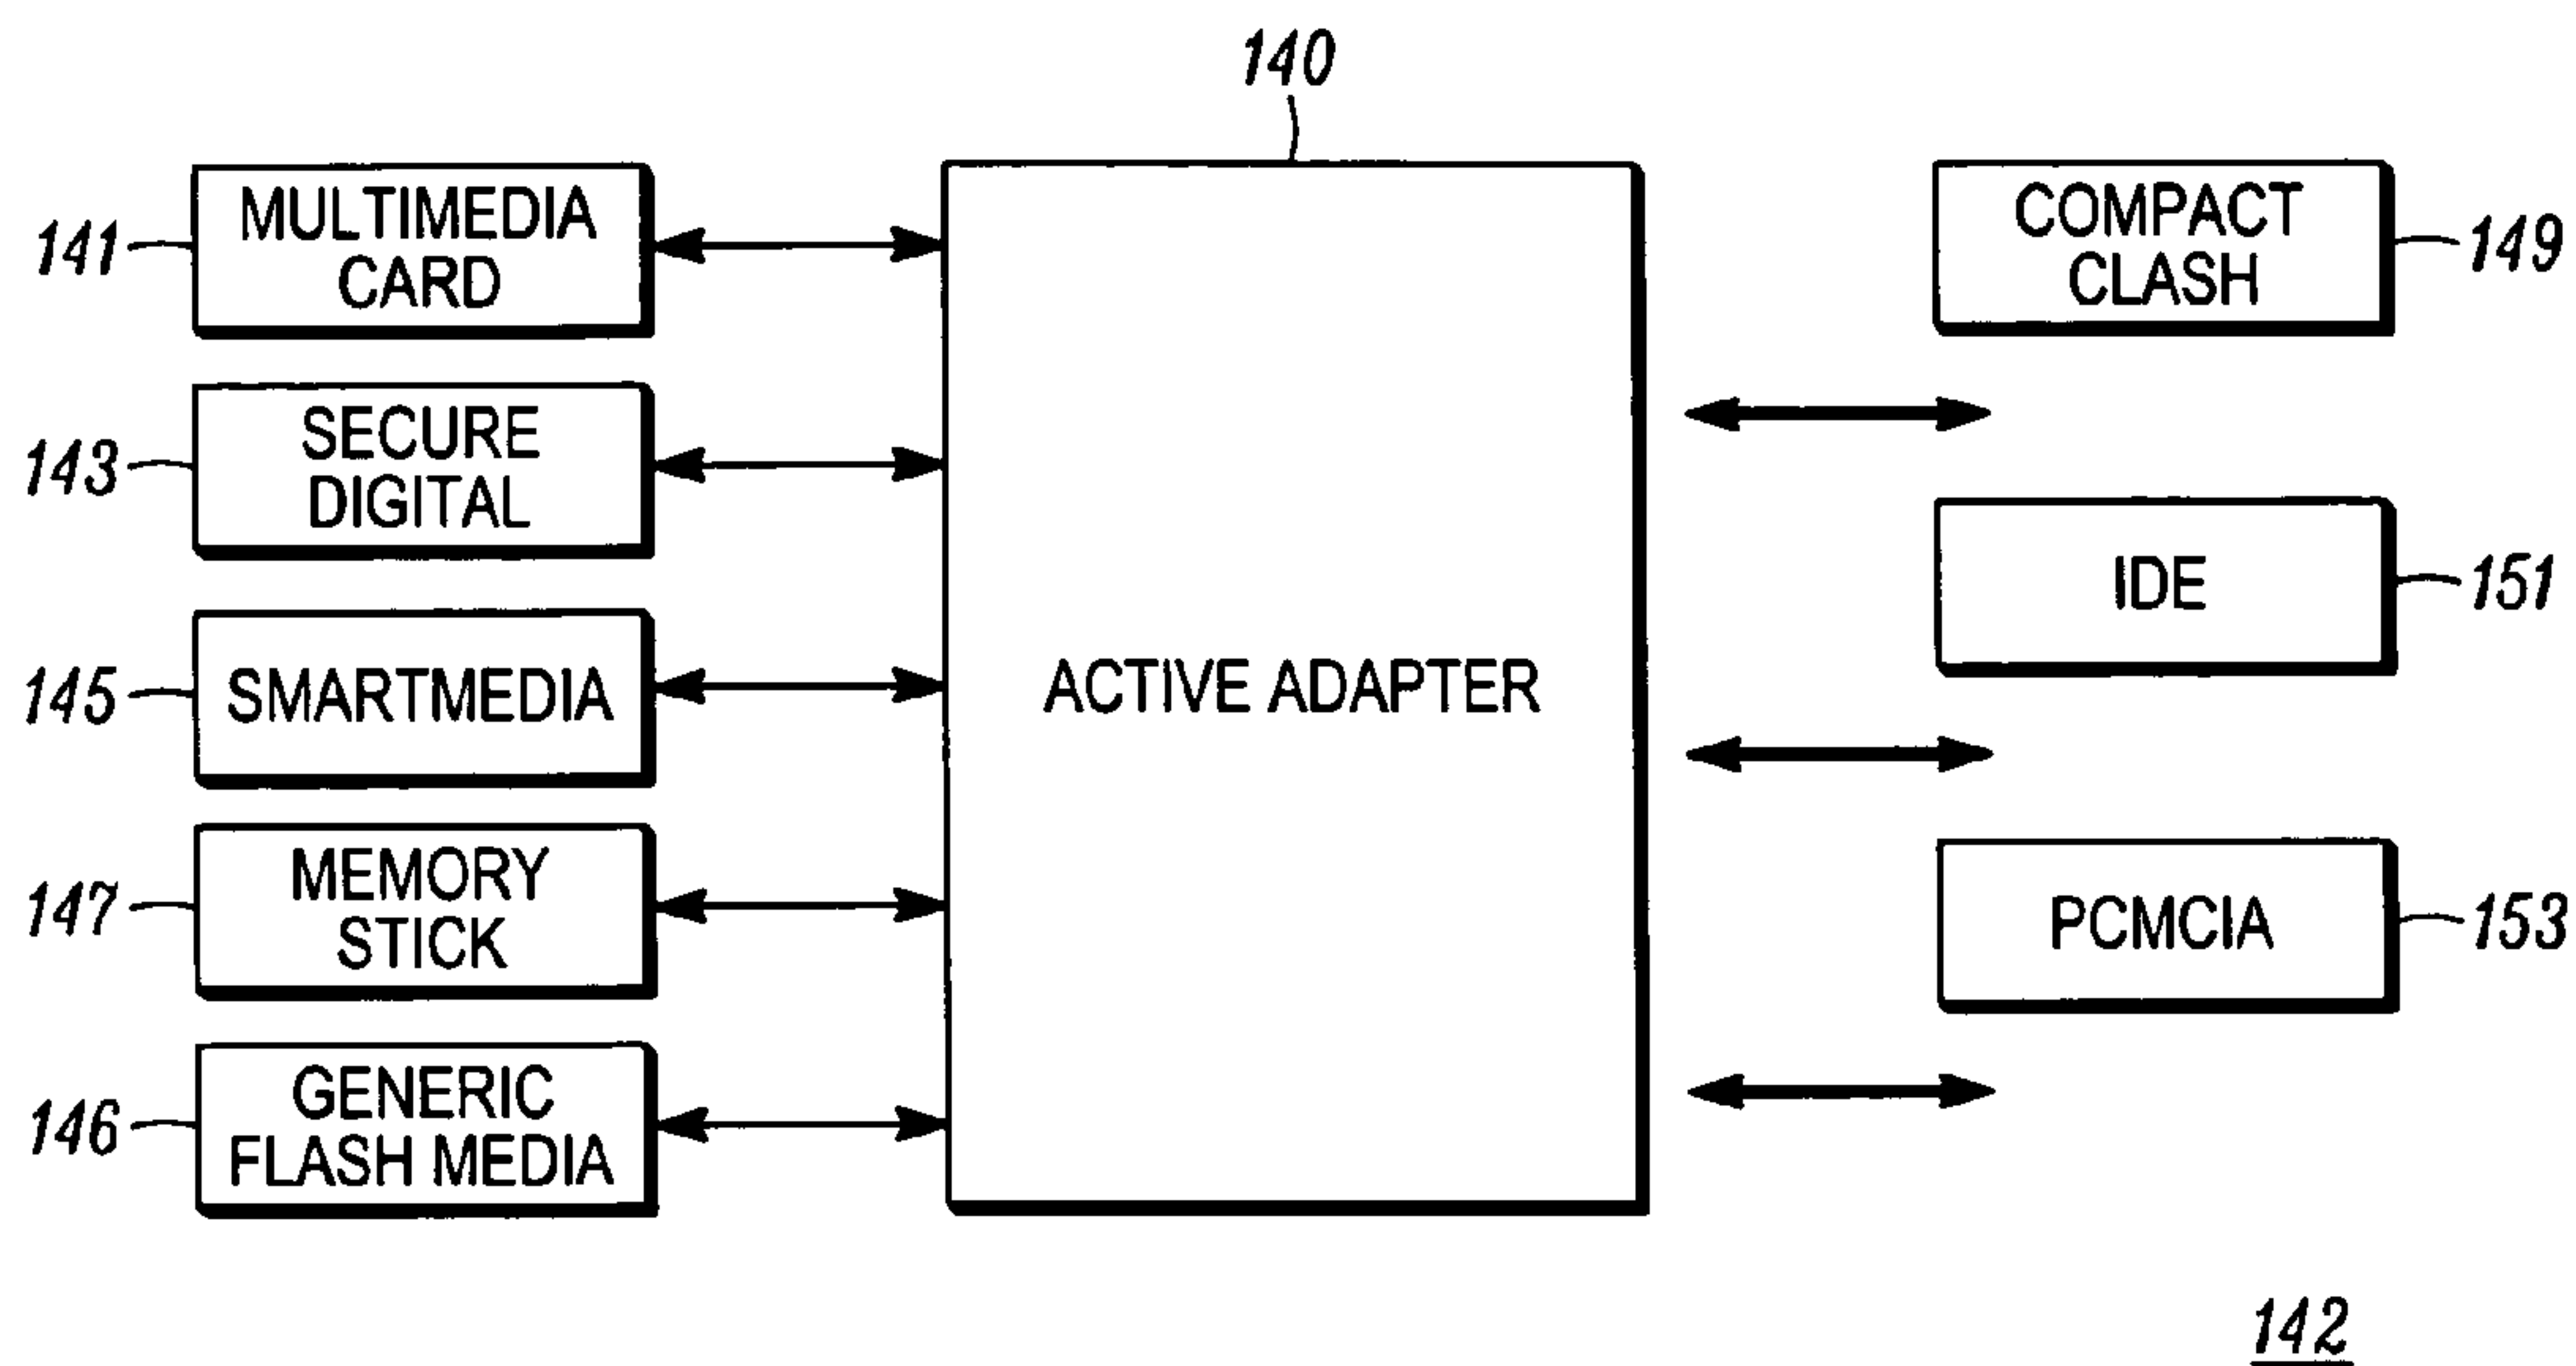 140
141
MULTIMEDIA
CARD
143
SECURE
DIGITAL
145
SMARTMEDIA
147
MEMORY
STICK
146
GENERIC
FLASH MEDIA
ACTIVE ADAPTER
COMPACT
CLASH
149
IDE
151
PCMCIA
153
142